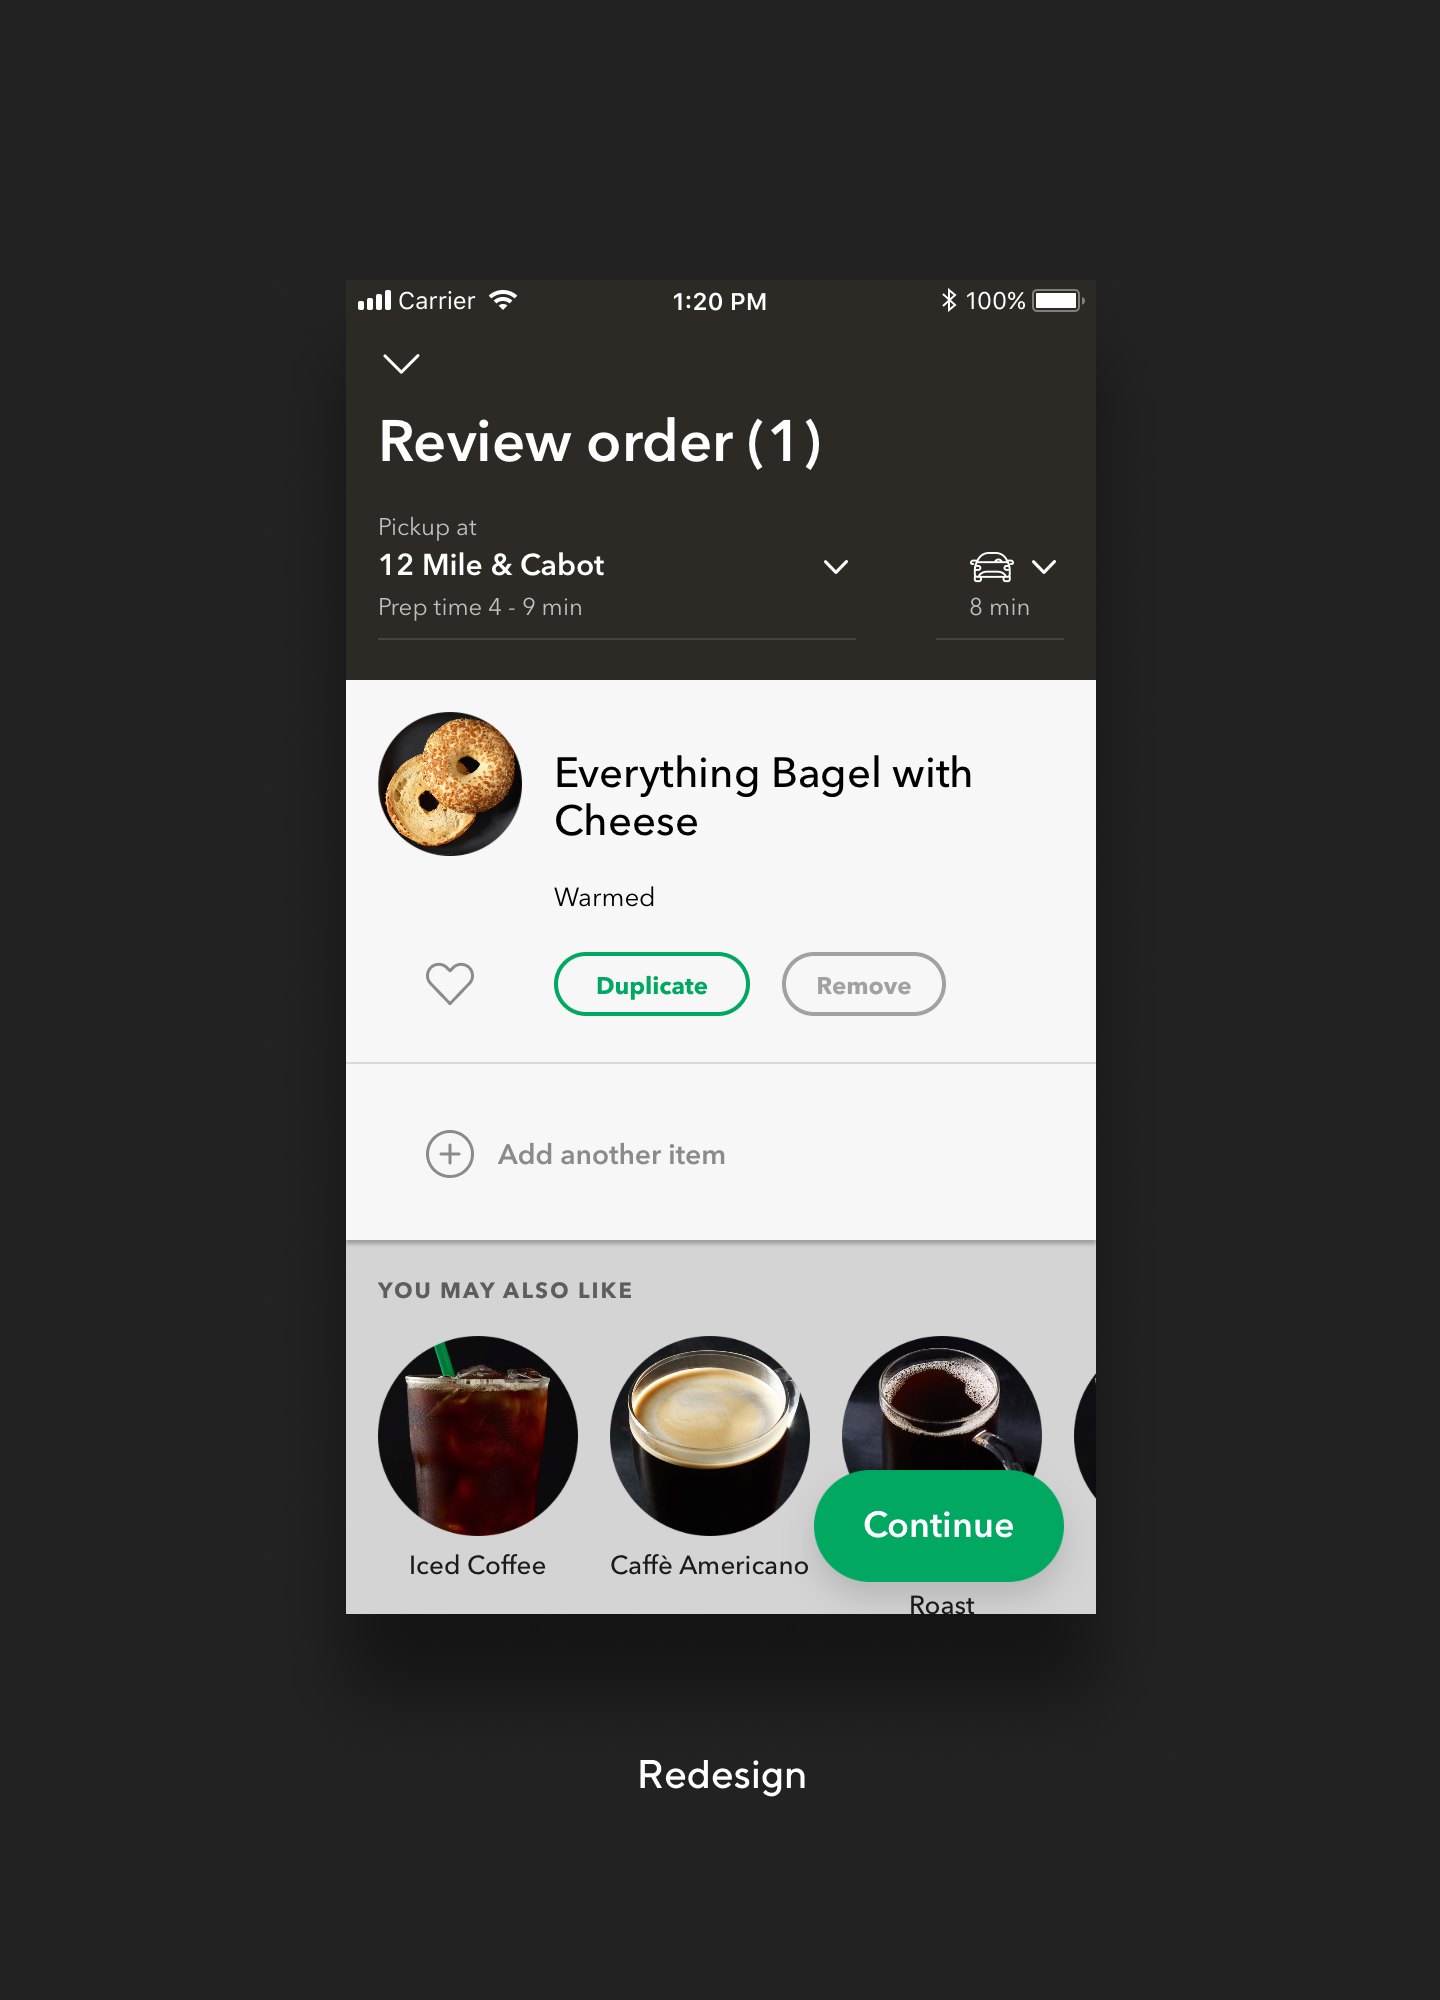 Carrier 1:20 PM 100%
Review order (1)
Pickup at
12 Mile & Cabot
Prep time 4 - 9 min
8 min
Everything Bagel with
Cheese
Warmed
Duplicate Remove
Add another item
YOU MAY ALSO LIKE
Continue
Iced Coffee Caffè Americano
Roast
Redesign